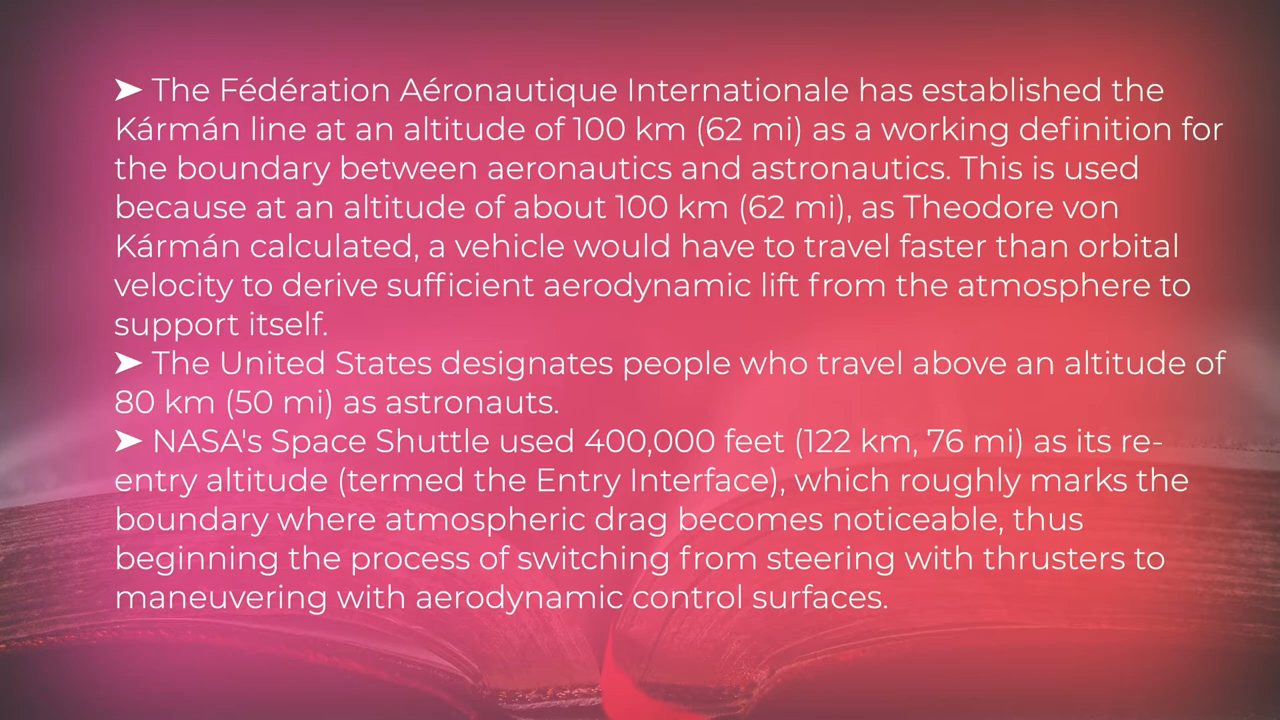 ➤ The Fédération Aéronautique Internationale has established the
Kármán line at an altitude of 100 km (62 mi) as a working definition for
the boundary between aeronautics and astronautics. This is used
because at an altitude of about 100 km (62 mi), as Theodore von
Kármán calculated, a vehicle would have to travel faster than orbital
velocity to derive sufficient aerodynamic lift from the atmosphere to
support itself.
➤ The United States designates people who travel above an altitude of
80 km (50 mi) as astronauts.
➤ NASA's Space Shuttle used 400,000 feet (122 km, 76 mi) as its re-
entry altitude (termed the Entry Interface), which roughly marks the
boundary where atmospheric drag becomes noticeable, thus
beginning the process of switching from steering with thrusters to
maneuvering with aerodynamic control surfaces.